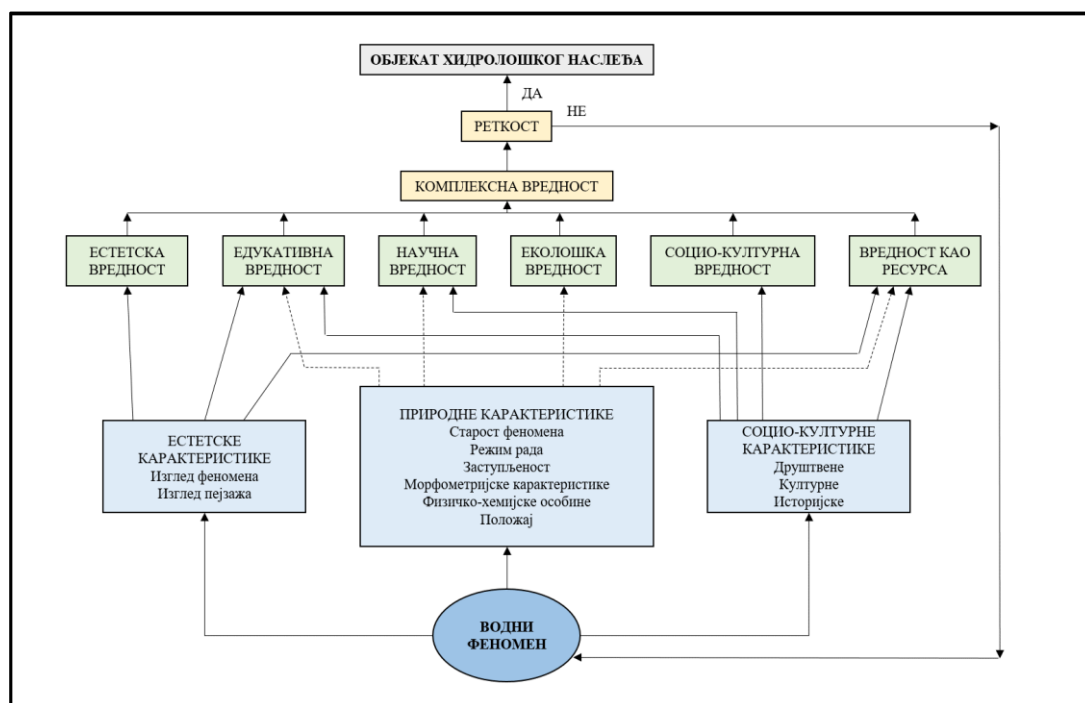 ОБЈЕКАТ ХИДРОЛОШКОГ НАСЛЕЂА
ДА
НЕ
РЕТКОСТ
КОМПЛЕКСНА ВРЕДНОСТ
ЕСТЕТСКА
ВРЕДНОСТ
ЕДУКАТИВНА
ВРЕДНОСТ
НАУЧНА
ВРЕДНОСТ
ЕКОЛОШКА
ВРЕДНОСТ
СОЦИО-КУЛТУРНА
ВРЕДНОСТ
ВРЕДНОСТ КАО
РЕСУРСА
ЕСТЕТСКЕ
КАРАКТЕРИСТИКЕ
Изглед феномена
Изглед пејзажа
ПРИРОДНЕ КАРАКТЕРИСТИКЕ
Старост феномена
Режим рада
Заступљеност
Морфометријске карактеристике
Физичко-хемијске особине
Положај
СОЦИО-КУЛТУРНЕ
КАРАКТЕРИСТИКЕ
Друштвене
Културне
Историјске
ВОДНИ
ФЕНОМЕН